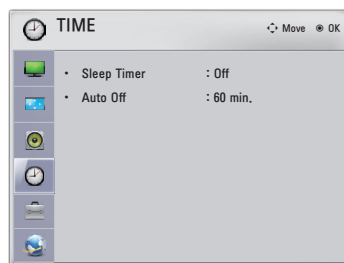 TIME
Move OK
• Sleep Timer : Off
• Auto Off : 60 min.